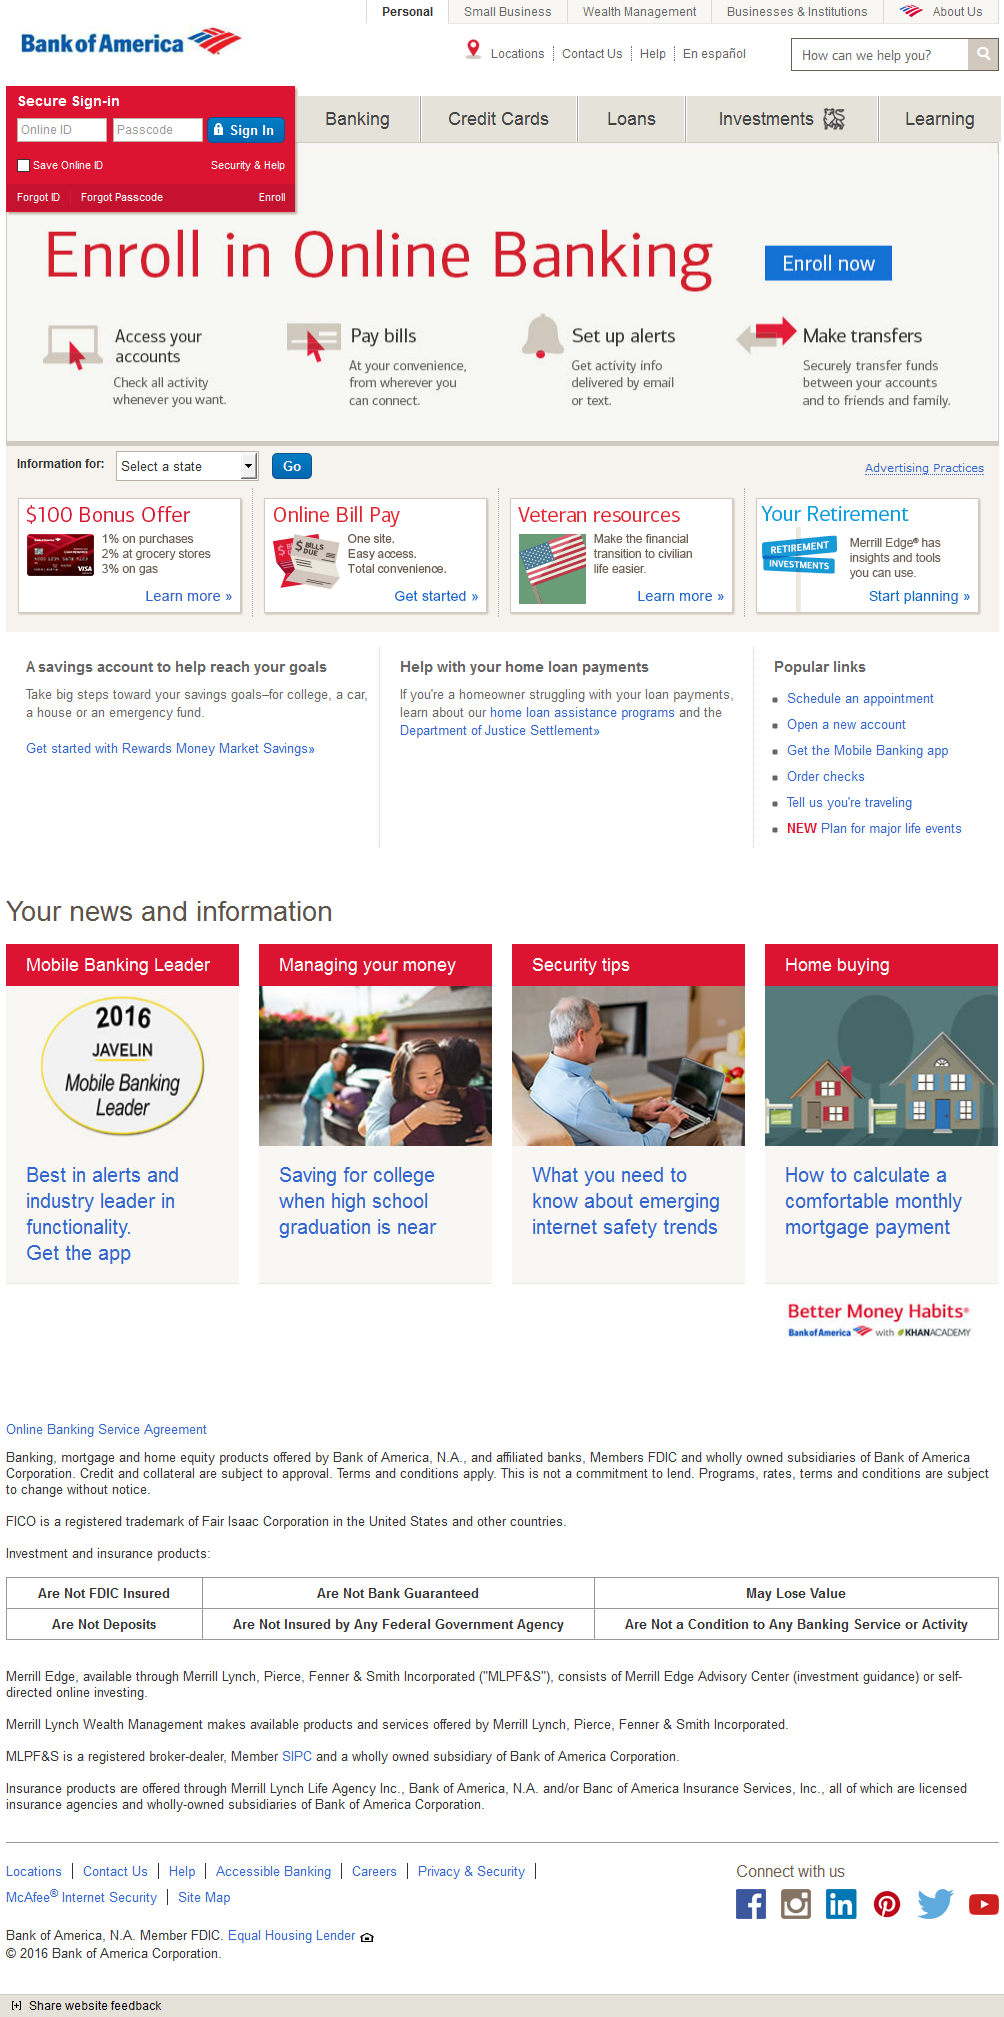 Personal
Small Business
Wealth Management
Businesses & Institutions
About Us
Bank of America
Locations
Contact Us
Help
En español
How can we help you?
Secure Sign-in
Online ID
Passcode
Sign In
Save Online ID
Security & Help
Forgot ID
Forgot Passcode
Enroll
Banking
Credit Cards
Loans
Investments
Learning
Enroll in Online Banking
Enroll now
Access your
accounts
Check all activity
whenever you want.
Pay bills
At your convenience,
from wherever you
can connect.
Set up alerts
Get activity info
delivered by email
or text.
Make transfers
Securely transfer funds
between your accounts
and to friends and family.
Information for:
Select a state
Go
Advertising Practices
$100 Bonus Offer
1% on purchases
2% at grocery stores
3% on gas
VISA
Learn more »
Online Bill Pay
BILLS
DUE
One site.
Easy access.
Total convenience.
Get started »
Veteran resources
Make the financial
transition to civilian
life easier.
Learn more »
Your Retirement
RETIREMENT
INVESTMENTS
Merrill Edge® has
insights and tools
you can use.
Start planning »
A savings account to help reach your goals
Take big steps toward your savings goals–for college, a car,
a house or an emergency fund.
Get started with Rewards Money Market Savings»
Help with your home loan payments
If you're a homeowner struggling with your loan payments,
learn about our home loan assistance programs and the
Department of Justice Settlement»
Popular links
Schedule an appointment
Open a new account
Get the Mobile Banking app
Order checks
Tell us you're traveling
NEW Plan for major life events
Your news and information
Mobile Banking Leader
2016
JAVELIN
Mobile Banking
Leader
Best in alerts and
industry leader in
functionality.
Get the app
Managing your money
Saving for college
when high school
graduation is near
Security tips
What you need to
know about emerging
internet safety trends
Home buying
How to calculate a
comfortable monthly
mortgage payment
Better Money Habits®
Bank of America with KHANACADEMY
Online Banking Service Agreement
Banking, mortgage and home equity products offered by Bank of America, N.A., and affiliated banks, Members FDIC and wholly owned subsidiaries of Bank of America
Corporation. Credit and collateral are subject to approval. Terms and conditions apply. This is not a commitment to lend. Programs, rates, terms and conditions are subject
to change without notice.
FICO is a registered trademark of Fair Isaac Corporation in the United States and other countries.
Investment and insurance products:
Are Not FDIC Insured
Are Not Bank Guaranteed
May Lose Value
Are Not Deposits
Are Not Insured by Any Federal Government Agency
Are Not a Condition to Any Banking Service or Activity
Merrill Edge, available through Merrill Lynch, Pierce, Fenner & Smith Incorporated ("MLPF&S"), consists of Merrill Edge Advisory Center (investment guidance) or self-
directed online investing.
Merrill Lynch Wealth Management makes available products and services offered by Merrill Lynch, Pierce, Fenner & Smith Incorporated.
MLPF&S is a registered broker-dealer, Member SIPC and a wholly owned subsidiary of Bank of America Corporation.
Insurance products are offered through Merrill Lynch Life Agency Inc., Bank of America, N.A. and/or Banc of America Insurance Services, Inc., all of which are licensed
insurance agencies and wholly-owned subsidiaries of Bank of America Corporation.
Locations
Contact Us
Help
Accessible Banking
Careers
Privacy & Security
McAfee® Internet Security
Site Map
Connect with us
Bank of America, N.A. Member FDIC. Equal Housing Lender
© 2016 Bank of America Corporation.
[+] Share website feedback